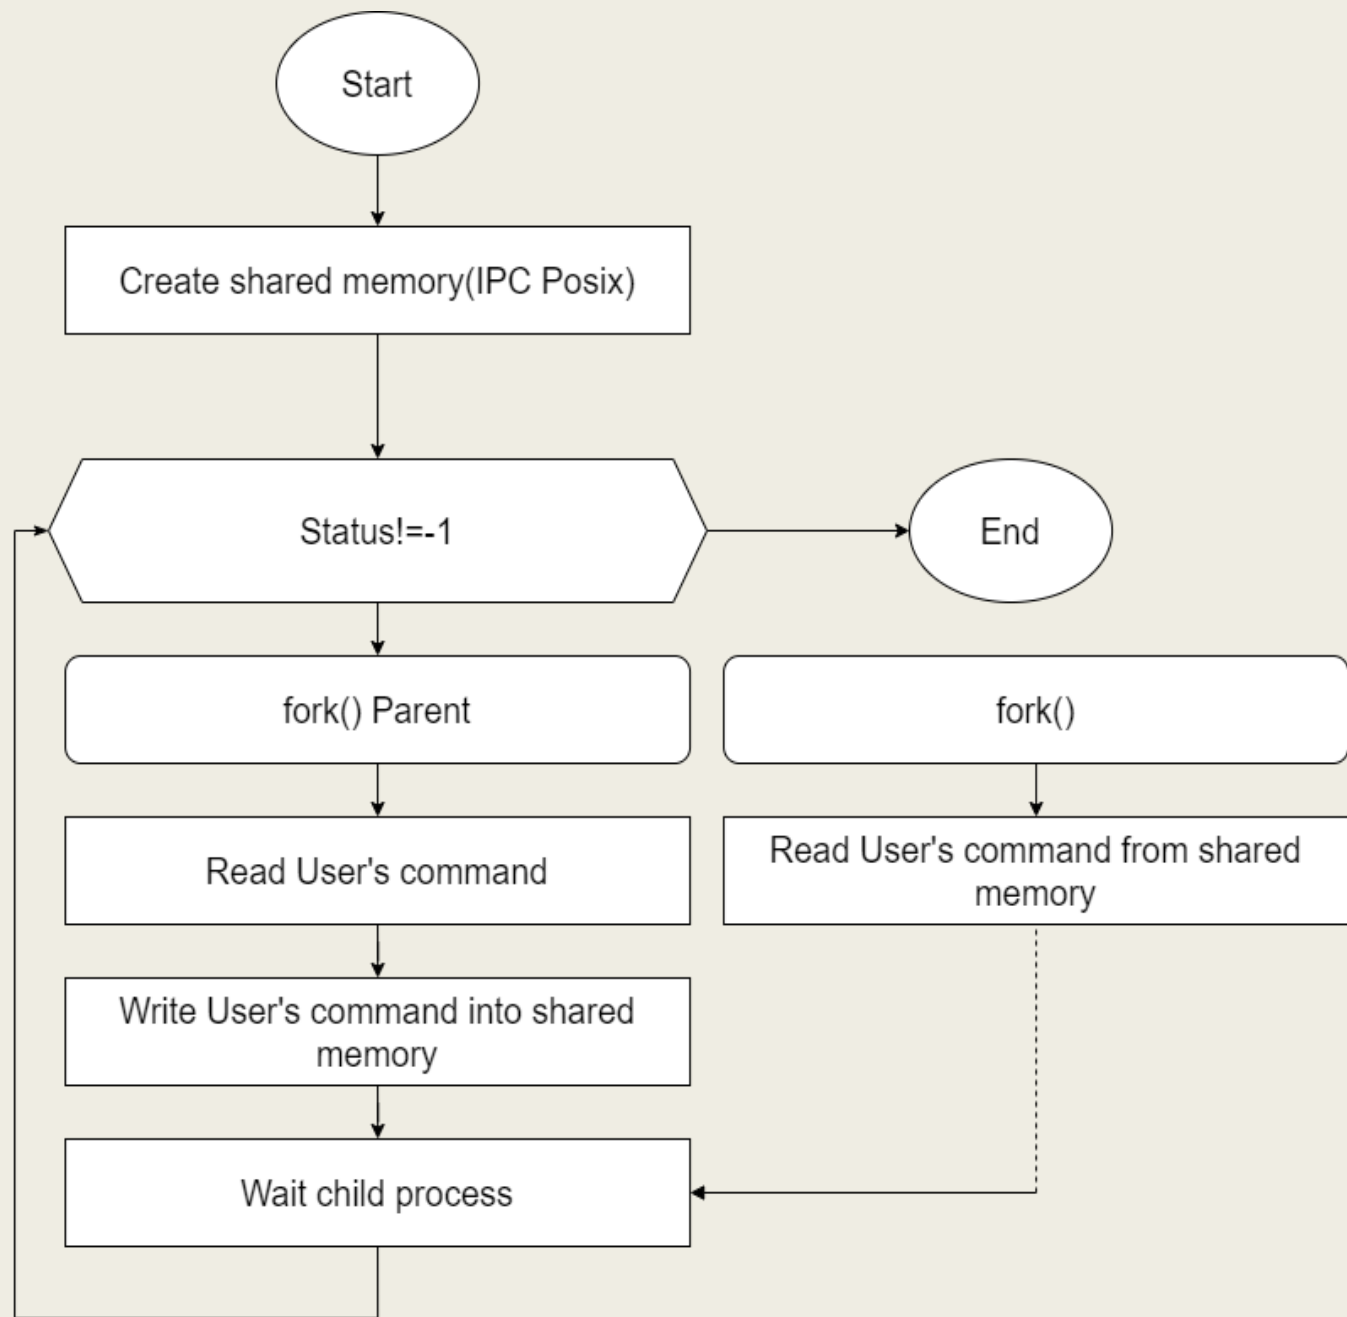 Start
Create shared memory(IPC Posix)
Status!=-1
End
fork() Parent
fork()
Read User's command
Read User's command from shared
memory
Write User's command into shared
memory
Wait child process